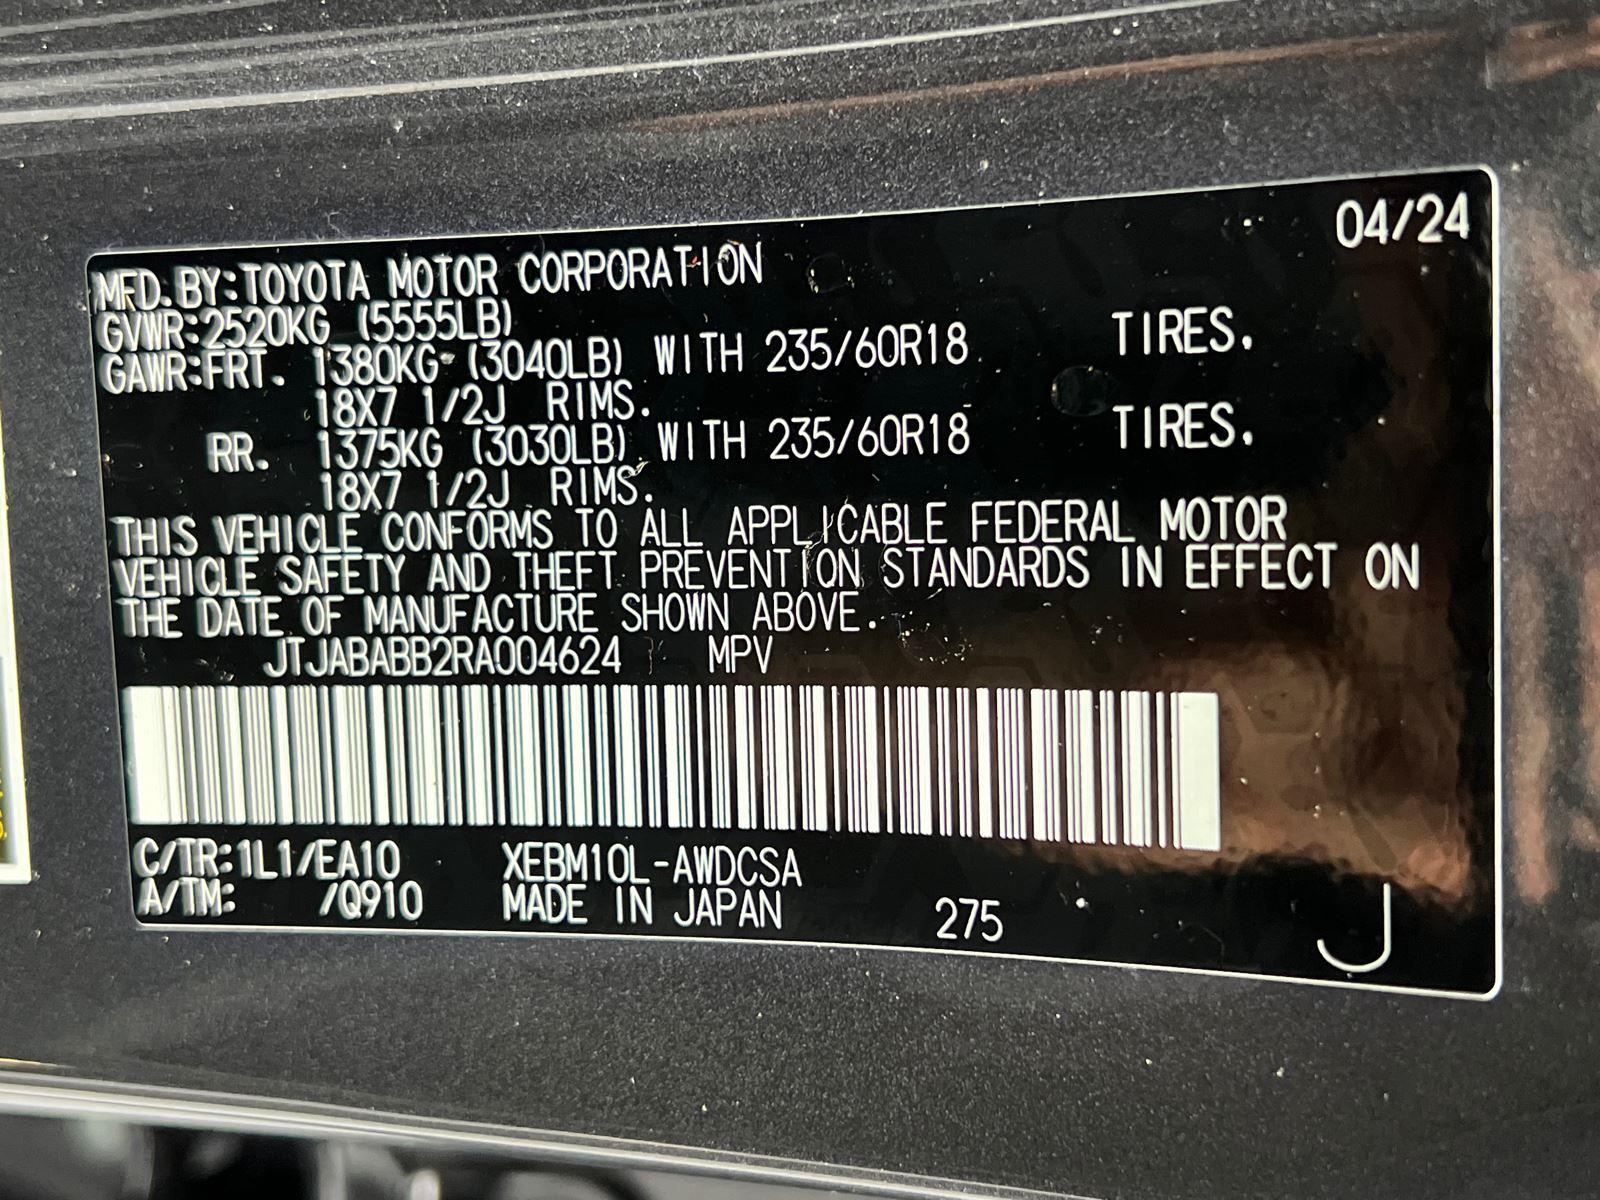 04/24
MFD.BY:TOYOTA MOTOR CORPORATION
GVWR:2520KG (5555LB)
GAWR:FRT. 1380KG (3040LB) WITH 235/60R18 TIRES.
18X7 1/2J RIMS.
RR. 1375KG (3030LB) WITH 235/60R18 TIRES.
18X7 1/2J RIMS.
THIS VEHICLE CONFORMS TO ALL APPLICABLE FEDERAL MOTOR
VEHICLE SAFETY AND THEFT PREVENTION STANDARDS IN EFFECT ON
THE DATE OF MANUFACTURE SHOWN ABOVE.
JTJABABB2RA004624 MPV
C/TR:1L1/EA10 XEBM10L-AWDCSA
A/TM: /Q910 MADE IN JAPAN 275
J